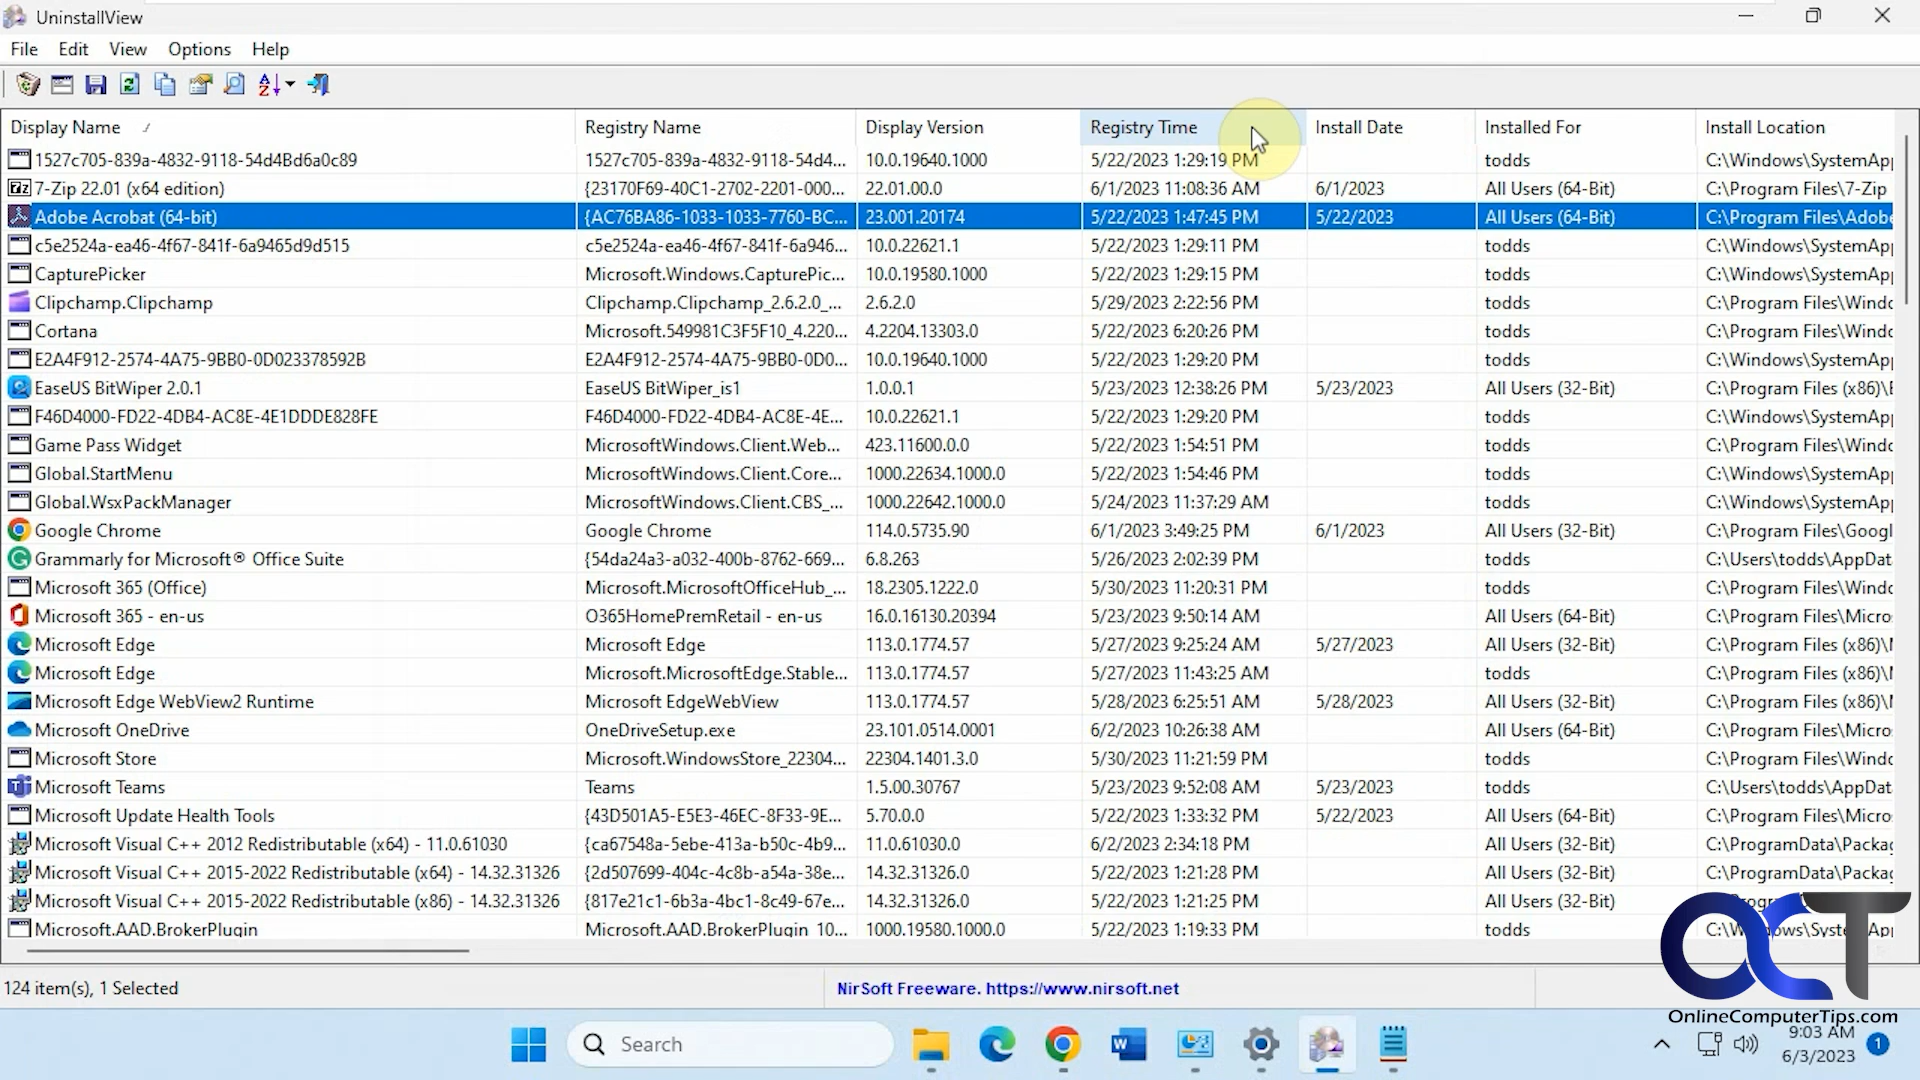 UninstallView
File Edit View Options Help
Display Name Registry Name Display Version Registry Time Install Date Installed For Install Location
1527c705-839a-4832-9118-54d4Bd6a0c89 1527c705-839a-4832-9118-54d4... 10.0.19640.1000 5/22/2023 1:29:19 PM todds C:\Windows\SystemApp
7-Zip 22.01 (x64 edition) {23170F69-40C1-2702-2201-000... 22.01.00.0 6/1/2023 11:08:36 AM 6/1/2023 All Users (64-Bit) C:\Program Files\7-Zip
Adobe Acrobat (64-bit) {AC76BA86-1033-1033-7760-BC... 23.001.20174 5/22/2023 1:47:45 PM 5/22/2023 All Users (64-Bit) C:\Program Files\Adobe
c5e2524a-ea46-4f67-841f-6a9465d9d515 c5e2524a-ea46-4f67-841f-6a946... 10.0.22621.1 5/22/2023 1:29:11 PM todds C:\Windows\SystemApp
CapturePicker Microsoft.Windows.CapturePic... 10.0.19580.1000 5/22/2023 1:29:15 PM todds C:\Windows\SystemApp
Clipchamp.Clipchamp Clipchamp.Clipchamp_2.6.2.0_... 2.6.2.0 5/29/2023 2:22:56 PM todds C:\Program Files\Windo
Cortana Microsoft.549981C3F5F10_4.220... 4.2204.13303.0 5/22/2023 6:20:26 PM todds C:\Program Files\Windo
E2A4F912-2574-4A75-9BB0-0D023378592B E2A4F912-2574-4A75-9BB0-0D0... 10.0.19640.1000 5/22/2023 1:29:20 PM todds C:\Windows\SystemApp
EaseUS BitWiper 2.0.1 EaseUS BitWiper_is1 1.0.0.1 5/23/2023 12:38:26 PM 5/23/2023 All Users (32-Bit) C:\Program Files (x86)\E
F46D4000-FD22-4DB4-AC8E-4E1DDDE828FE F46D4000-FD22-4DB4-AC8E-4E... 10.0.22621.1 5/22/2023 1:29:20 PM todds C:\Windows\SystemApp
Game Pass Widget MicrosoftWindows.Client.Web... 423.11600.0.0 5/22/2023 1:54:51 PM todds C:\Program Files\Windo
Global.StartMenu MicrosoftWindows.Client.Core... 1000.22634.1000.0 5/22/2023 1:54:46 PM todds C:\Windows\SystemApp
Global.WsxPackManager MicrosoftWindows.Client.CBS_... 1000.22642.1000.0 5/24/2023 11:37:29 AM todds C:\Windows\SystemApp
Google Chrome Google Chrome 114.0.5735.90 6/1/2023 3:49:25 PM 6/1/2023 All Users (32-Bit) C:\Program Files\Googl
Grammarly for Microsoft® Office Suite {54da24a3-a032-400b-8762-669... 6.8.263 5/26/2023 2:02:39 PM todds C:\Users\todds\AppDat
Microsoft 365 (Office) Microsoft.MicrosoftOfficeHub_... 18.2305.1222.0 5/30/2023 11:20:31 PM todds C:\Program Files\Windo
Microsoft 365 - en-us O365HomePremRetail - en-us 16.0.16130.20394 5/23/2023 9:50:14 AM All Users (64-Bit) C:\Program Files\Micro
Microsoft Edge Microsoft Edge 113.0.1774.57 5/27/2023 9:25:24 AM 5/27/2023 All Users (32-Bit) C:\Program Files (x86)\M
Microsoft Edge Microsoft.MicrosoftEdge.Stable... 113.0.1774.57 5/27/2023 11:43:25 AM todds C:\Program Files (x86)\M
Microsoft Edge WebView2 Runtime Microsoft EdgeWebView 113.0.1774.57 5/28/2023 6:25:51 AM 5/28/2023 All Users (32-Bit) C:\Program Files (x86)\M
Microsoft OneDrive OneDriveSetup.exe 23.101.0514.0001 6/2/2023 10:26:38 AM All Users (64-Bit) C:\Program Files\Micro
Microsoft Store Microsoft.WindowsStore_22304... 22304.1401.3.0 5/30/2023 11:21:59 PM todds C:\Program Files\Windo
Microsoft Teams Teams 1.5.00.30767 5/23/2023 9:52:08 AM 5/23/2023 todds C:\Users\todds\AppDat
Microsoft Update Health Tools {43D501A5-E5E3-46EC-8F33-9E... 5.70.0.0 5/22/2023 1:33:32 PM 5/22/2023 All Users (64-Bit) C:\Program Files\Micro
Microsoft Visual C++ 2012 Redistributable (x64) - 11.0.61030 {ca67548a-5ebe-413a-b50c-4b9... 11.0.61030.0 6/2/2023 2:34:18 PM All Users (32-Bit) C:\ProgramData\Packag
Microsoft Visual C++ 2015-2022 Redistributable (x64) - 14.32.31326 {2d507699-404c-4c8b-a54a-38e... 14.32.31326.0 5/22/2023 1:21:28 PM All Users (32-Bit) C:\ProgramData\Packag
Microsoft Visual C++ 2015-2022 Redistributable (x86) - 14.32.31326 {817e21c1-6b3a-4bc1-8c49-67e... 14.32.31326.0 5/22/2023 1:21:25 PM All Users (32-Bit)
Microsoft.AAD.BrokerPlugin Microsoft.AAD.BrokerPlugin_10... 1000.19580.1000.0 5/22/2023 1:19:33 PM todds
124 item(s), 1 Selected NirSoft Freeware. https://www.nirsoft.net
OCT
OnlineComputerTips.com
Search
9:03 AM
6/3/2023
1